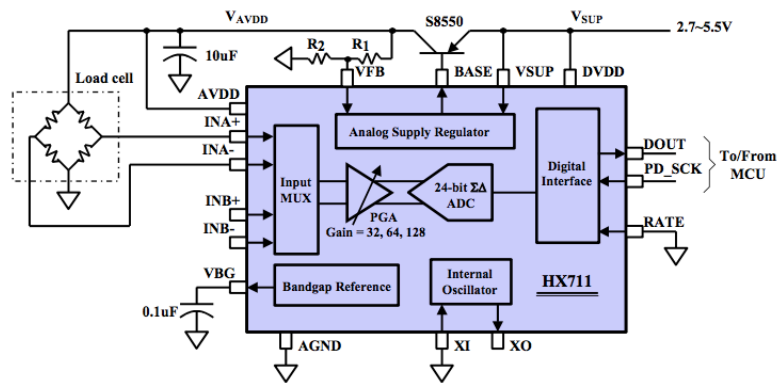 VAVDD
S8550
VSUP
2.7~5.5V
R2
R1
10uF
Load cell
VFB
BASE
VSUP
DVDD
AVDD
INA+
INA-
INB+
INB-
VBG
0.1uF
Analog Supply Regulator
Input
MUX
PGA
Gain = 32, 64, 128
24-bit ΣΔ
ADC
Digital
Interface
DOUT
PD_SCK
To/From
MCU
RATE
Bandgap Reference
Internal
Oscillator
HX711
AGND
XI
XO